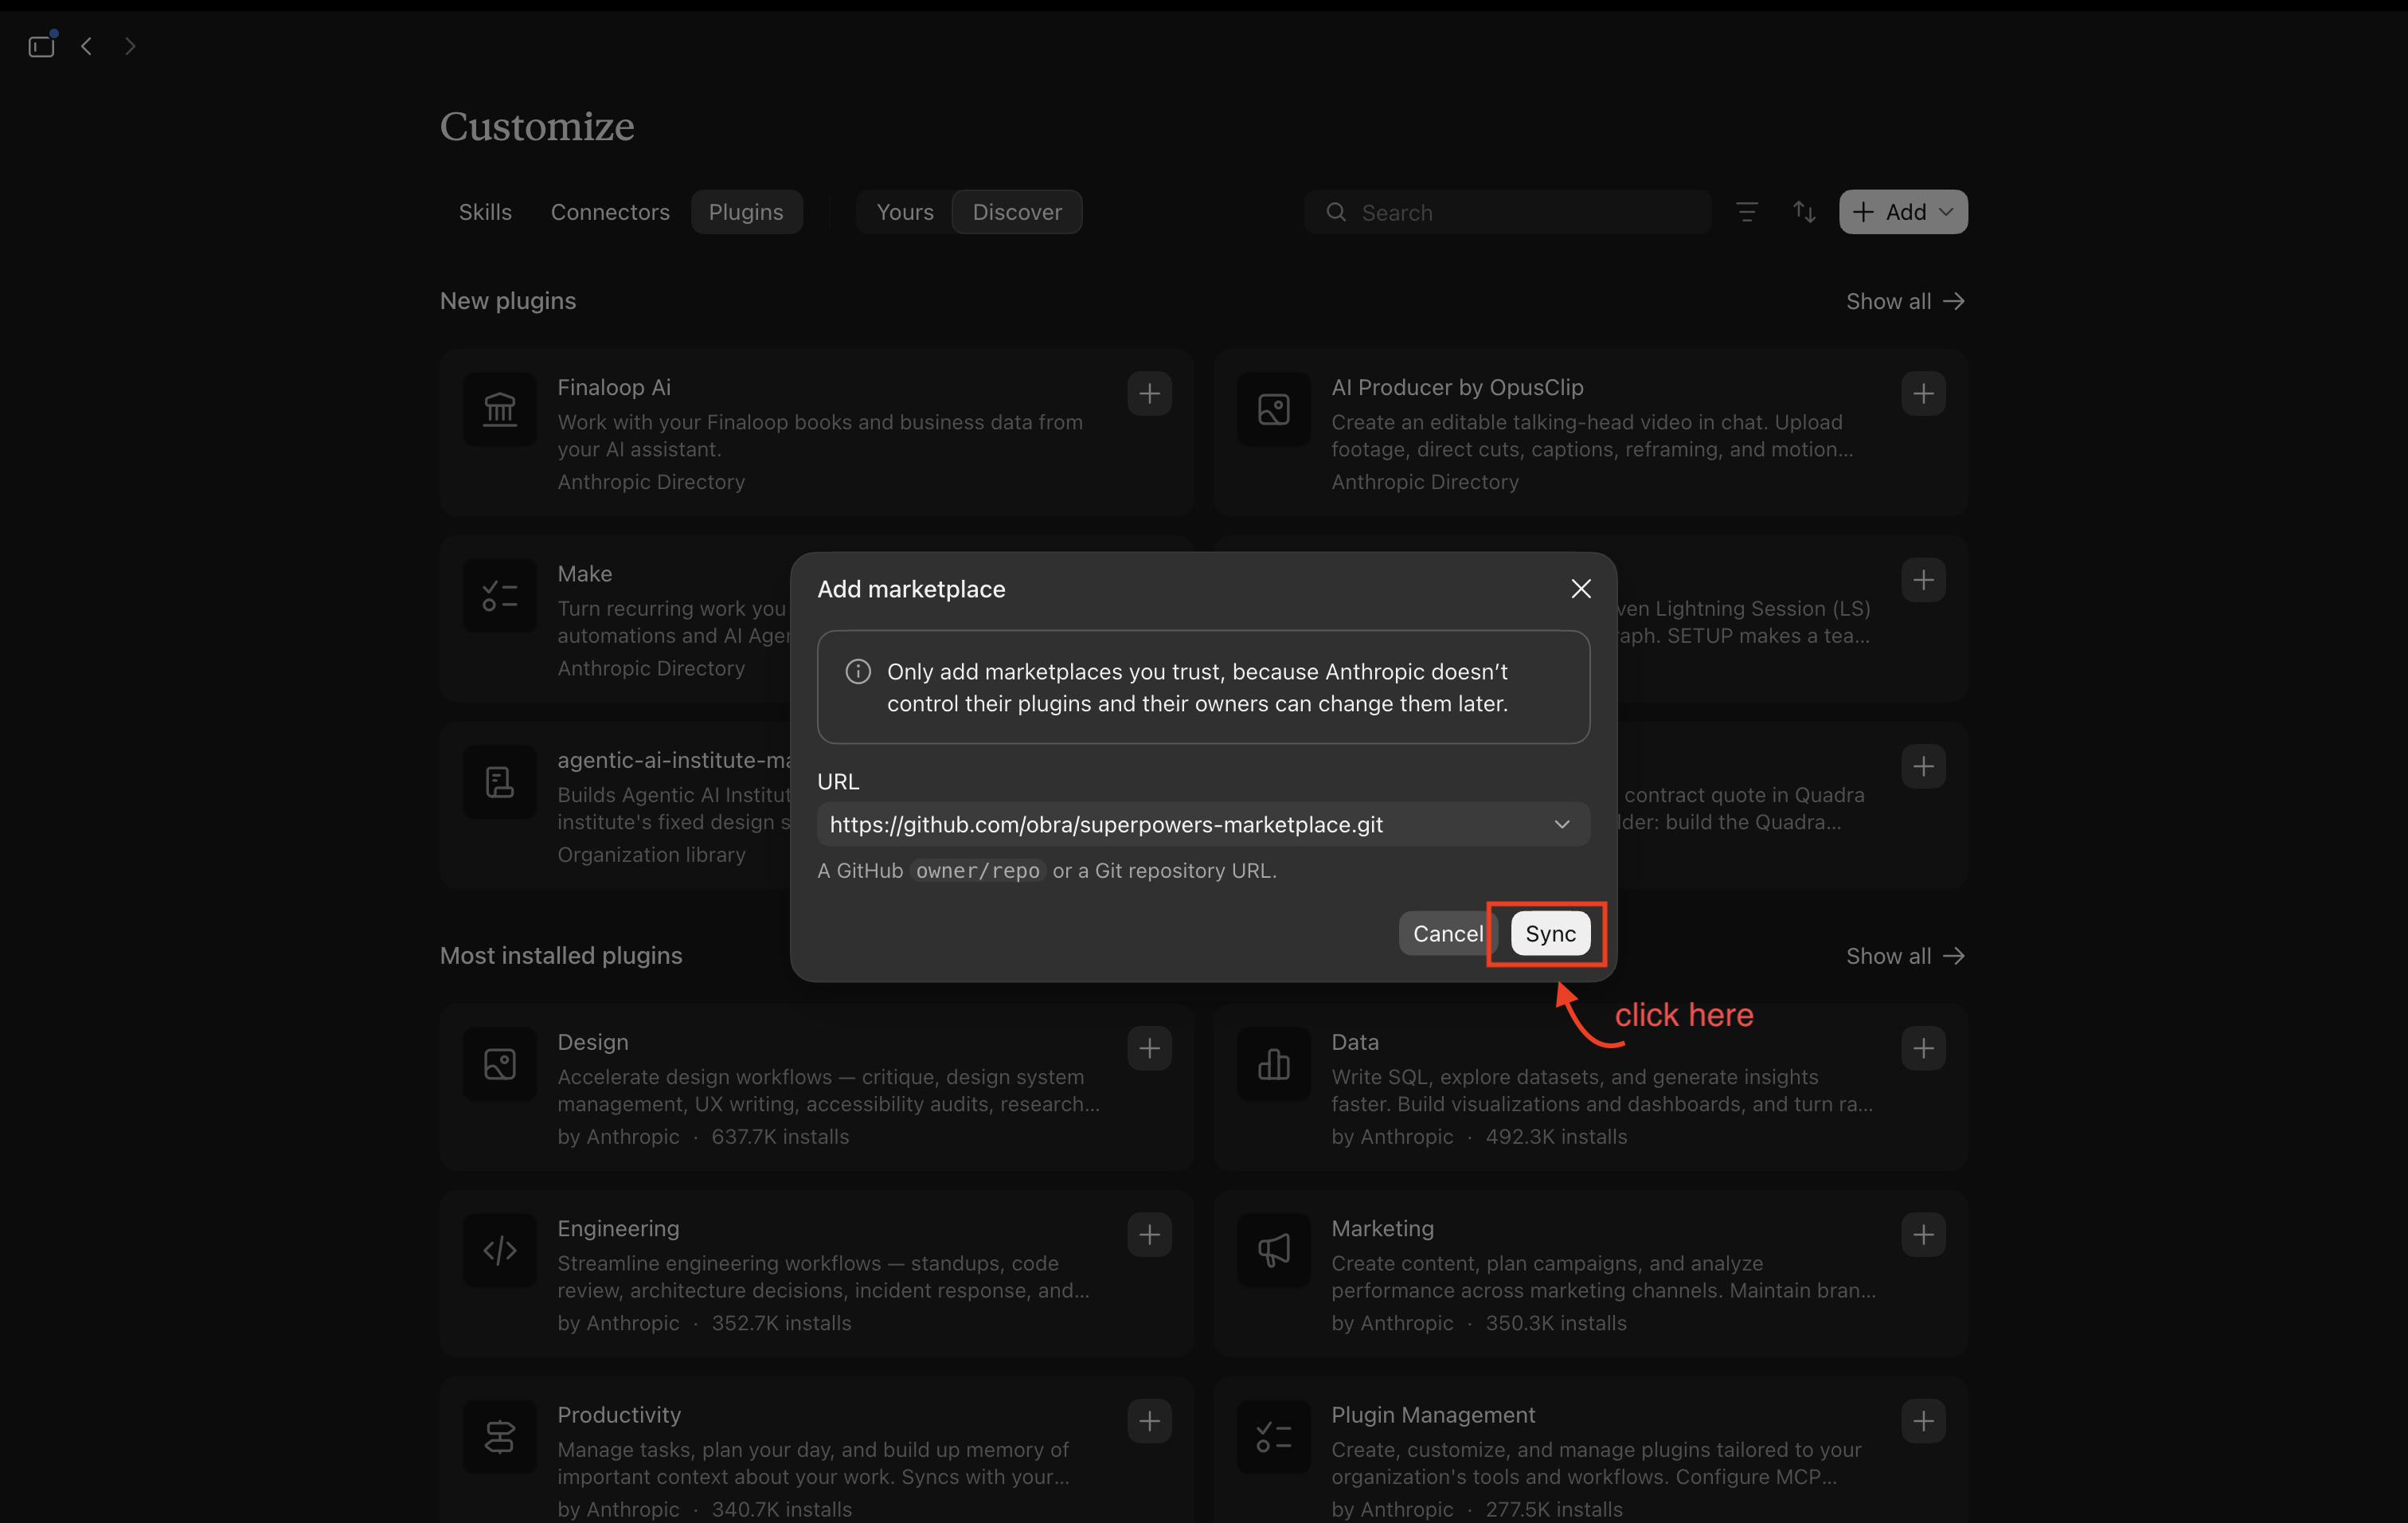 Customize
Skills
Connectors
Plugins
Yours
Discover
Search
Add
New plugins
Show all
Finaloop Ai
Work with your Finaloop books and business data from
your AI assistant.
Anthropic Directory
AI Producer by OpusClip
Create an editable talking-head video in chat. Upload
footage, direct cuts, captions, reframing, and motion...
Anthropic Directory
Make
Turn recurring work you
automations and AI Ager
Anthropic Directory
ven Lightning Session (LS)
raph. SETUP makes a tea...
agentic-ai-institute-ma
Builds Agentic AI Institut
institute's fixed design s
Organization library
contract quote in Quadra
lder: build the Quadra...
Add marketplace
Only add marketplaces you trust, because Anthropic doesn’t
control their plugins and their owners can change them later.
URL
https://github.com/obra/superpowers-marketplace.git
A GitHub owner/repo or a Git repository URL.
Cancel
Sync
click here
Most installed plugins
Show all
Design
Accelerate design workflows — critique, design system
management, UX writing, accessibility audits, research...
by Anthropic · 637.7K installs
Data
Write SQL, explore datasets, and generate insights
faster. Build visualizations and dashboards, and turn ra...
by Anthropic · 492.3K installs
Engineering
Streamline engineering workflows — standups, code
review, architecture decisions, incident response, and...
by Anthropic · 352.7K installs
Marketing
Create content, plan campaigns, and analyze
performance across marketing channels. Maintain bran...
by Anthropic · 350.3K installs
Productivity
Manage tasks, plan your day, and build up memory of
important context about your work. Syncs with your...
by Anthropic · 340.7K installs
Plugin Management
Create, customize, and manage plugins tailored to your
organization's tools and workflows. Configure MCP...
by Anthropic · 277.5K installs